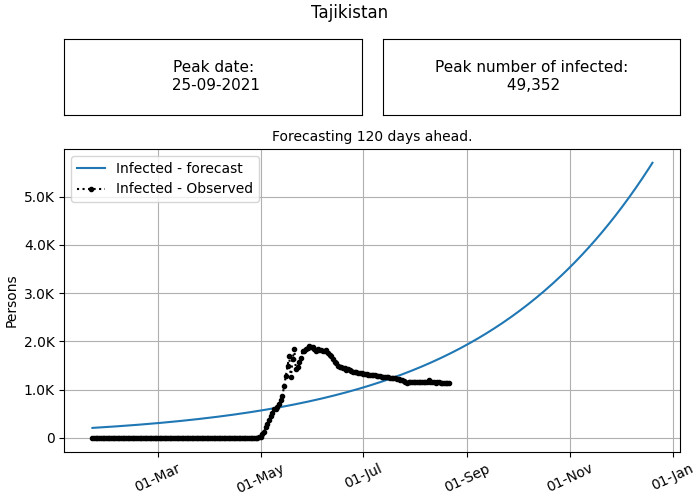 Tajikistan
Peak date:
25-09-2021
Peak number of infected:
49,352
Forecasting 120 days ahead.
Infected - forecast
Infected - Observed
Persons
5.0K
4.0K
3.0K
2.0K
1.0K
0
01-Mar
01-May
01-Jul
01-Sep
01-Nov
01-Jan